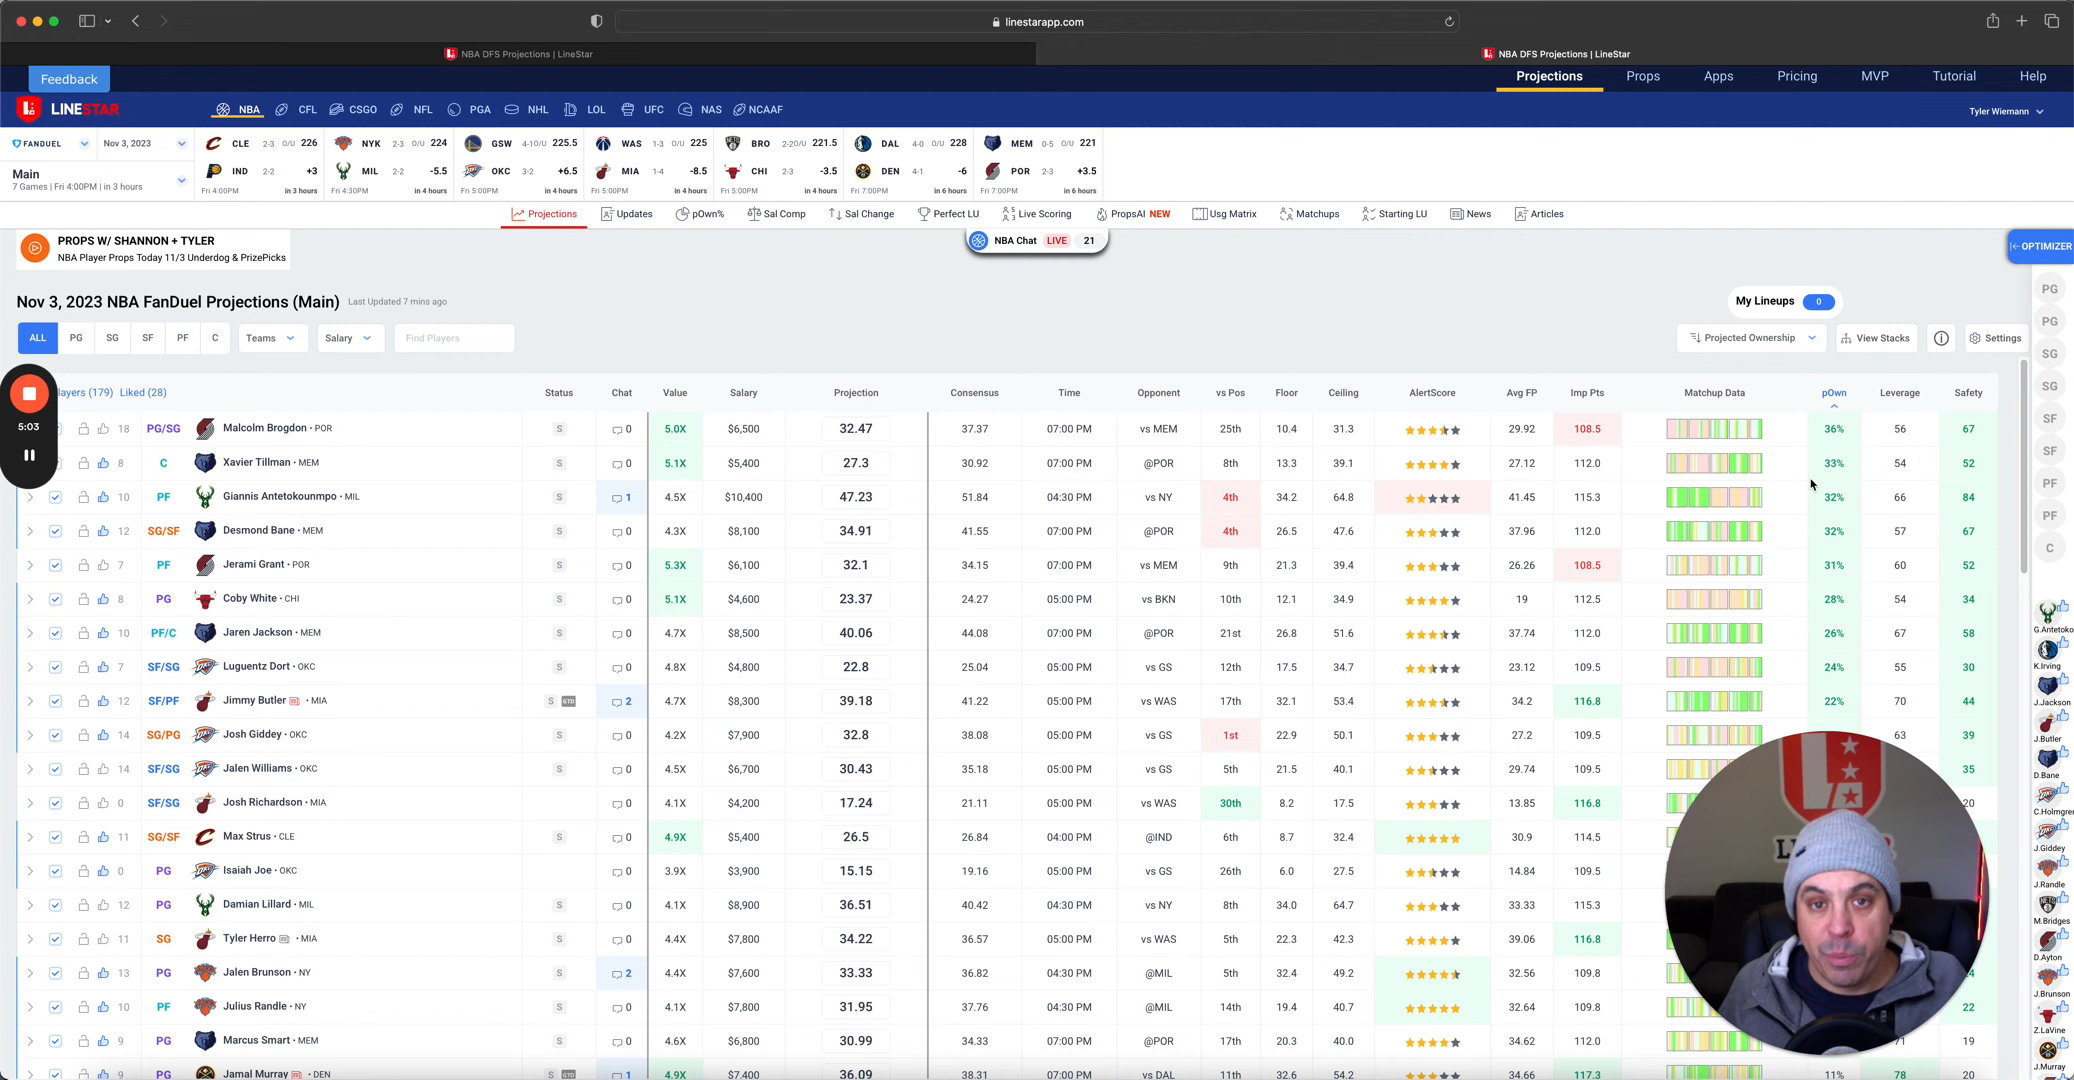 linestarapp.com
NBA DFS Projections | LineStar
NBA DFS Projections | LineStar
Feedback
Projections Props Apps Pricing MVP Tutorial Help
LINESTAR NBA CFL CSGO NFL PGA NHL LOL UFC NAS NCAAF Tyler Wiemann
FANDUEL Nov 3, 2023
Main
7 Games | Fri 4:00PM | in 3 hours
CLE 2-3 O/U 226
IND 2-2 +3
Fri 4:00PM in 3 hours
NYK 2-3 O/U 224
MIL 2-2 -5.5
Fri 4:30PM in 4 hours
GSW 4-1 O/U 225.5
OKC 3-2 +6.5
Fri 5:00PM in 4 hours
WAS 1-3 O/U 225
MIA 1-4 -8.5
Fri 5:00PM in 4 hours
BRO 2-2 O/U 221.5
CHI 2-3 -3.5
Fri 5:00PM in 4 hours
DAL 4-0 O/U 228
DEN 4-1 -6
Fri 7:00PM in 6 hours
MEM 0-5 O/U 221
POR 2-3 +3.5
Fri 7:00PM in 6 hours
Projections Updates pOwn% Sal Comp Sal Change Perfect LU Live Scoring PropsAI NEW Usg Matrix Matchups Starting LU News Articles
PROPS W/ SHANNON + TYLER
NBA Player Props Today 11/3 Underdog & PrizePicks
NBA Chat LIVE 21
OPTIMIZER
Nov 3, 2023 NBA FanDuel Projections (Main) Last Updated 7 mins ago
My Lineups 0
ALL PG SG SF PF C Teams Salary Find Players
Projected Ownership View Stacks Settings
5:03
layers (179) Liked (28) Status Chat Value Salary Projection Consensus Time Opponent vs Pos Floor Ceiling AlertScore Avg FP Imp Pts Matchup Data pOwn Leverage Safety
18 PG/SG Malcolm Brogdon • POR S 0 5.0X $6,500 32.47 37.37 07:00 PM vs MEM 25th 10.4 31.3 29.92 108.5 36% 56 67
8 C Xavier Tillman • MEM S 0 5.1X $5,400 27.3 30.92 07:00 PM @POR 8th 13.3 39.1 27.12 112.0 33% 54 52
10 PF Giannis Antetokounmpo • MIL S 1 4.5X $10,400 47.23 51.84 04:30 PM vs NY 4th 34.2 64.8 41.45 115.3 32% 66 84
12 SG/SF Desmond Bane • MEM S 0 4.3X $8,100 34.91 41.55 07:00 PM @POR 4th 26.5 47.6 37.96 112.0 32% 57 67
7 PF Jerami Grant • POR S 0 5.3X $6,100 32.1 34.15 07:00 PM vs MEM 9th 21.3 39.4 26.26 108.5 31% 60 52
8 PG Coby White • CHI S 0 5.1X $4,600 23.37 24.27 05:00 PM vs BKN 10th 12.1 34.9 19 112.5 28% 54 34
10 PF/C Jaren Jackson • MEM S 0 4.7X $8,500 40.06 44.08 07:00 PM @POR 21st 26.8 51.6 37.74 112.0 26% 67 58
7 SF/SG Luguentz Dort • OKC S 0 4.8X $4,800 22.8 25.04 05:00 PM vs GS 12th 17.5 34.7 23.12 109.5 24% 55 30
12 SF/PF Jimmy Butler • MIA S GTD 2 4.7X $8,300 39.18 41.22 05:00 PM vs WAS 17th 32.1 53.4 34.2 116.8 22% 70 44
14 SG/PG Josh Giddey • OKC S 0 4.2X $7,900 32.8 38.08 05:00 PM vs GS 1st 22.9 50.1 27.2 109.5 63 39
14 SF/SG Jalen Williams • OKC S 0 4.5X $6,700 30.43 35.18 05:00 PM vs GS 5th 21.5 40.1 29.74 109.5 35
0 SF/SG Josh Richardson • MIA S 0 4.1X $4,200 17.24 21.11 05:00 PM vs WAS 30th 8.2 17.5 13.85 116.8 20
11 SG/SF Max Strus • CLE S 0 4.9X $5,400 26.5 26.84 04:00 PM @IND 6th 8.7 32.4 30.9 114.5
0 PG Isaiah Joe • OKC S 0 3.9X $3,900 15.15 19.16 05:00 PM vs GS 26th 6.0 27.5 14.84 109.5
12 PG Damian Lillard • MIL S 0 4.1X $8,900 36.51 40.42 04:30 PM vs NY 8th 34.0 64.7 33.33 115.3
11 SG Tyler Herro • MIA S 0 4.4X $7,800 34.22 36.57 05:00 PM vs WAS 5th 22.3 42.3 39.06 116.8
13 PG Jalen Brunson • NY S 2 4.4X $7,600 33.33 36.82 04:30 PM @MIL 5th 32.4 49.2 32.56 109.8
10 PF Julius Randle • NY S 0 4.1X $7,800 31.95 37.76 04:30 PM @MIL 14th 19.4 40.7 32.64 109.8 22
9 PG Marcus Smart • MEM S 0 4.6X $6,800 30.99 34.33 07:00 PM @POR 17th 20.3 40.0 34.62 112.0 71 19
9 PG Jamal Murray • DEN S GTD 1 4.9X $7,400 36.09 38.31 07:00 PM vs DAL 11th 32.6 54.2 34.66 117.3 11% 78 20
PG
PG
SG
SG
SF
SF
PF
PF
C
G.Antetoko
K.Irving
J.Jackson
J.Butler
D.Bane
C.Holmgre
J.Giddey
J.Randle
M.Bridges
D.Ayton
J.Brunson
Z.LaVine
J.Murray